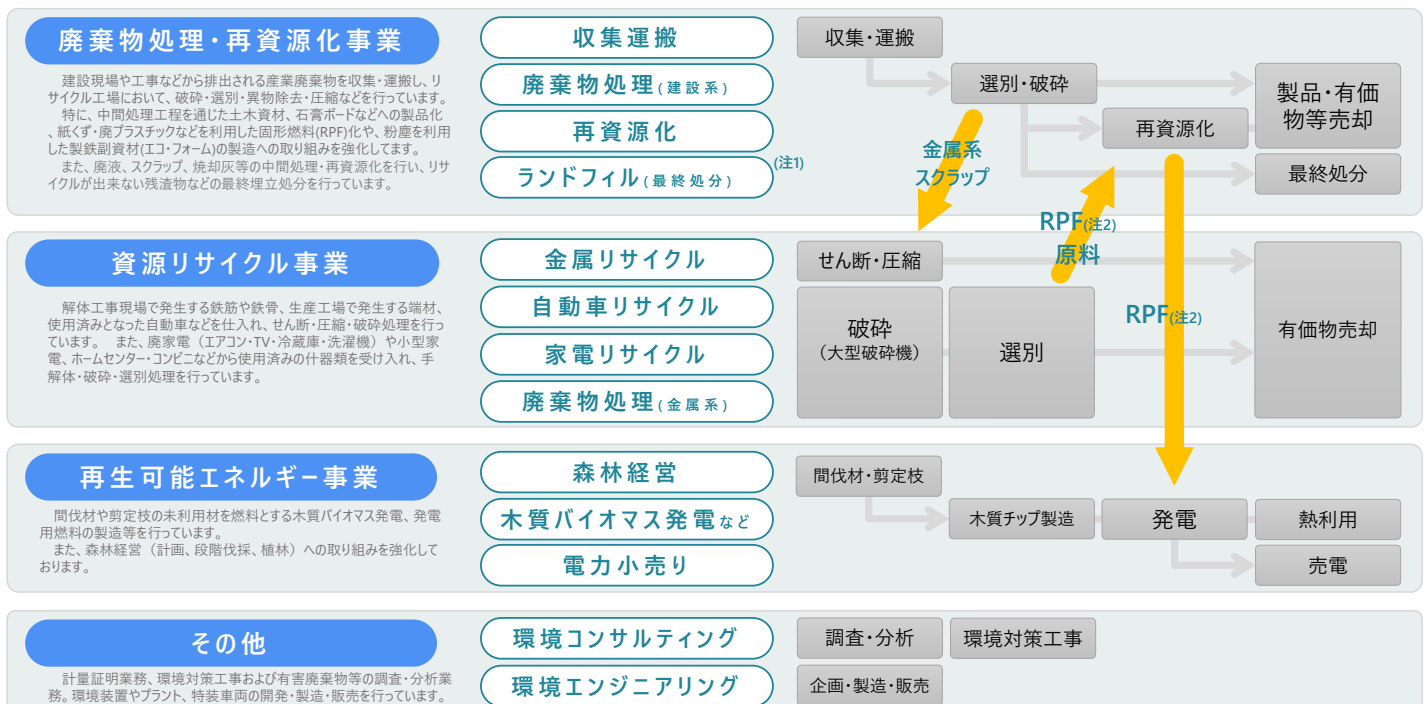 廃棄物処理・再資源化事業
建設現場や工事などから排出される産業廃棄物を収集・運搬し、リ
サイクル工場において、破砕・選別・異物除去・圧縮などを行っています。
特に、中間処理工程を通じた土木資材、石膏ボードなどへの製品化
、紙くず・廃プラスチックなどを利用した固形燃料(RPF)化や、粉塵を利用
した製鉄副資材(エコ・フォーム)の製造への取り組みを強化してます。
また、廃液、スクラップ、焼却灰等の中間処理・再資源化を行い、リサ
イクルが出来ない残渣物などの最終埋立処分を行っています。
収集運搬
廃棄物処理(建設系)
再資源化
ランドフィル(最終処分)
(注1)
収集・運搬
選別・破砕
再資源化
製品・有価
物等売却
最終処分
金属系
スクラップ
RPF(注2)
原料
資源リサイクル事業
解体工事現場で発生する鉄筋や鉄骨、生産工場で発生する端材、
使用済みとなった自動車などを仕入れ、せん断・圧縮・破砕処理を行っ
ています。 また、廃家電（エアコン・TV・冷蔵庫・洗濯機）や小型家
電、ホームセンター・コンビニなどから使用済みの什器類を受け入れ、手
解体・破砕・選別処理を行っています。
金属リサイクル
自動車リサイクル
家電リサイクル
廃棄物処理(金属系)
せん断・圧縮
破砕
（大型破砕機）
選別
RPF(注2)
有価物売却
再生可能エネルギー事業
間伐材や剪定枝の未利用材を燃料とする木質バイオマス発電、発電
用燃料の製造等を行っています。
また、森林経営（計画、段階伐採、植林）への取り組みを強化して
おります。
森林経営
木質バイオマス発電など
電力小売り
間伐材・剪定枝
木質チップ製造
発電
熱利用
売電
その他
計量証明業務、環境対策工事および有害廃棄物等の調査・分析業
務。環境装置やプラント、特装車両の開発・製造・販売を行っています。
環境コンサルティング
環境エンジニアリング
調査・分析
環境対策工事
企画・製造・販売